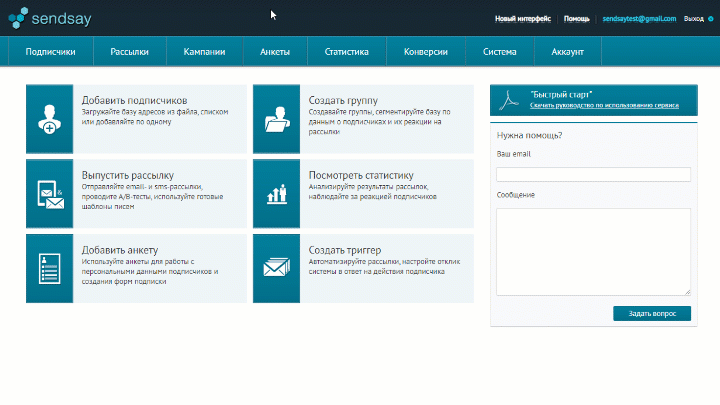 sendsay
Новый интерфейс
Помощь
sendsaytest@gmail.com
Выход
Подписчики
Рассылки
Кампании
Анкеты
Статистика
Конверсии
Система
Аккаунт
Добавить подписчиков
Загружайте базу адресов из файла, списком
или добавляйте по одному
Создать группу
Создавайте группы, сегментируйте базу по
данным о подписчиках и их реакции на
рассылки
Выпустить рассылку
Отправляйте email- и sms-рассылки,
проводите A/B-тесты, используйте готовые
шаблоны писем
Посмотреть статистику
Анализируйте результаты рассылок,
наблюдайте за реакцией подписчиков
Добавить анкету
Используйте анкеты для работы с
персональными данными подписчиков и
создания форм подписки
Создать триггер
Автоматизируйте рассылки, настройте отклик
системы в ответ на действия подписчика
"Быстрый старт"
Скачать руководство по использованию сервиса
Нужна помощь?
Ваш email
Сообщение
Задать вопрос